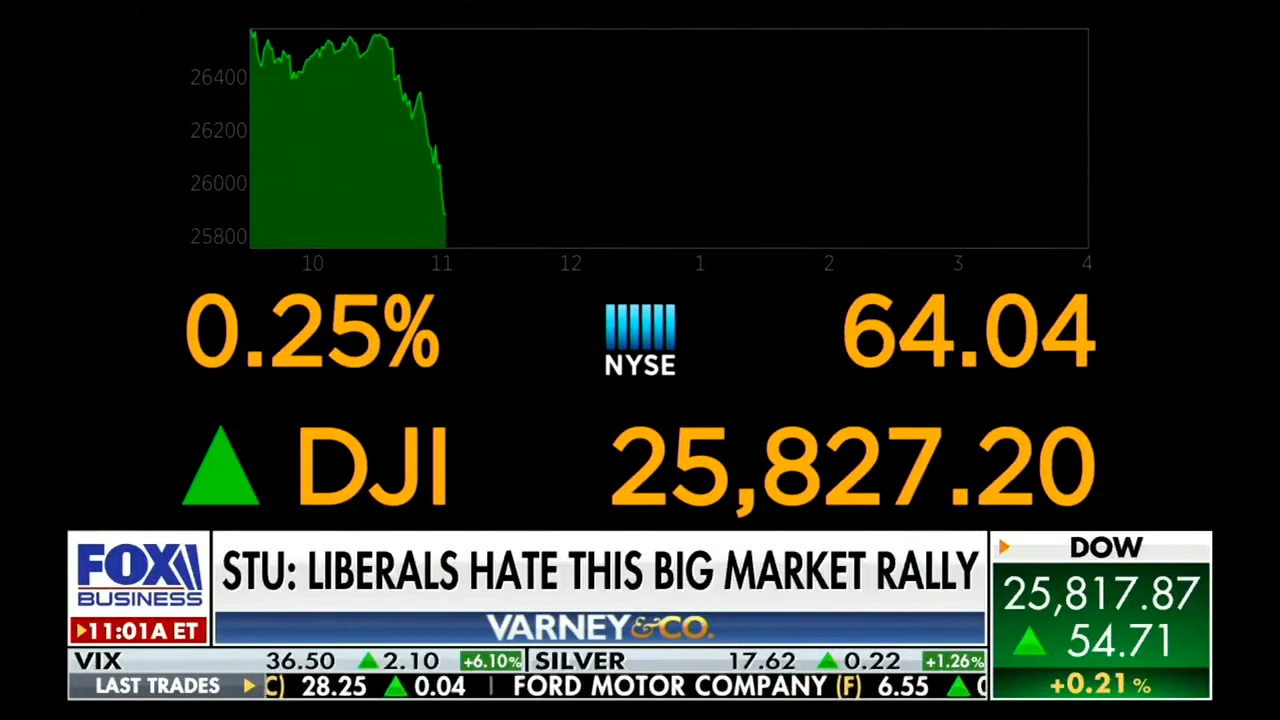 26400
26200
26000
25800
10 11 12 1 2 3 4
0.25% NYSE 64.04
DJI 25,827.20
FOX BUSINESS
11:01A ET
STU: LIBERALS HATE THIS BIG MARKET RALLY
VARNEY &CO.
DOW
25,817.87
54.71
+0.21%
VIX 36.50 2.10 +6.10% SILVER 17.62 0.22 +1.26%
LAST TRADES C) 28.25 0.04 | FORD MOTOR COMPANY (F) 6.55